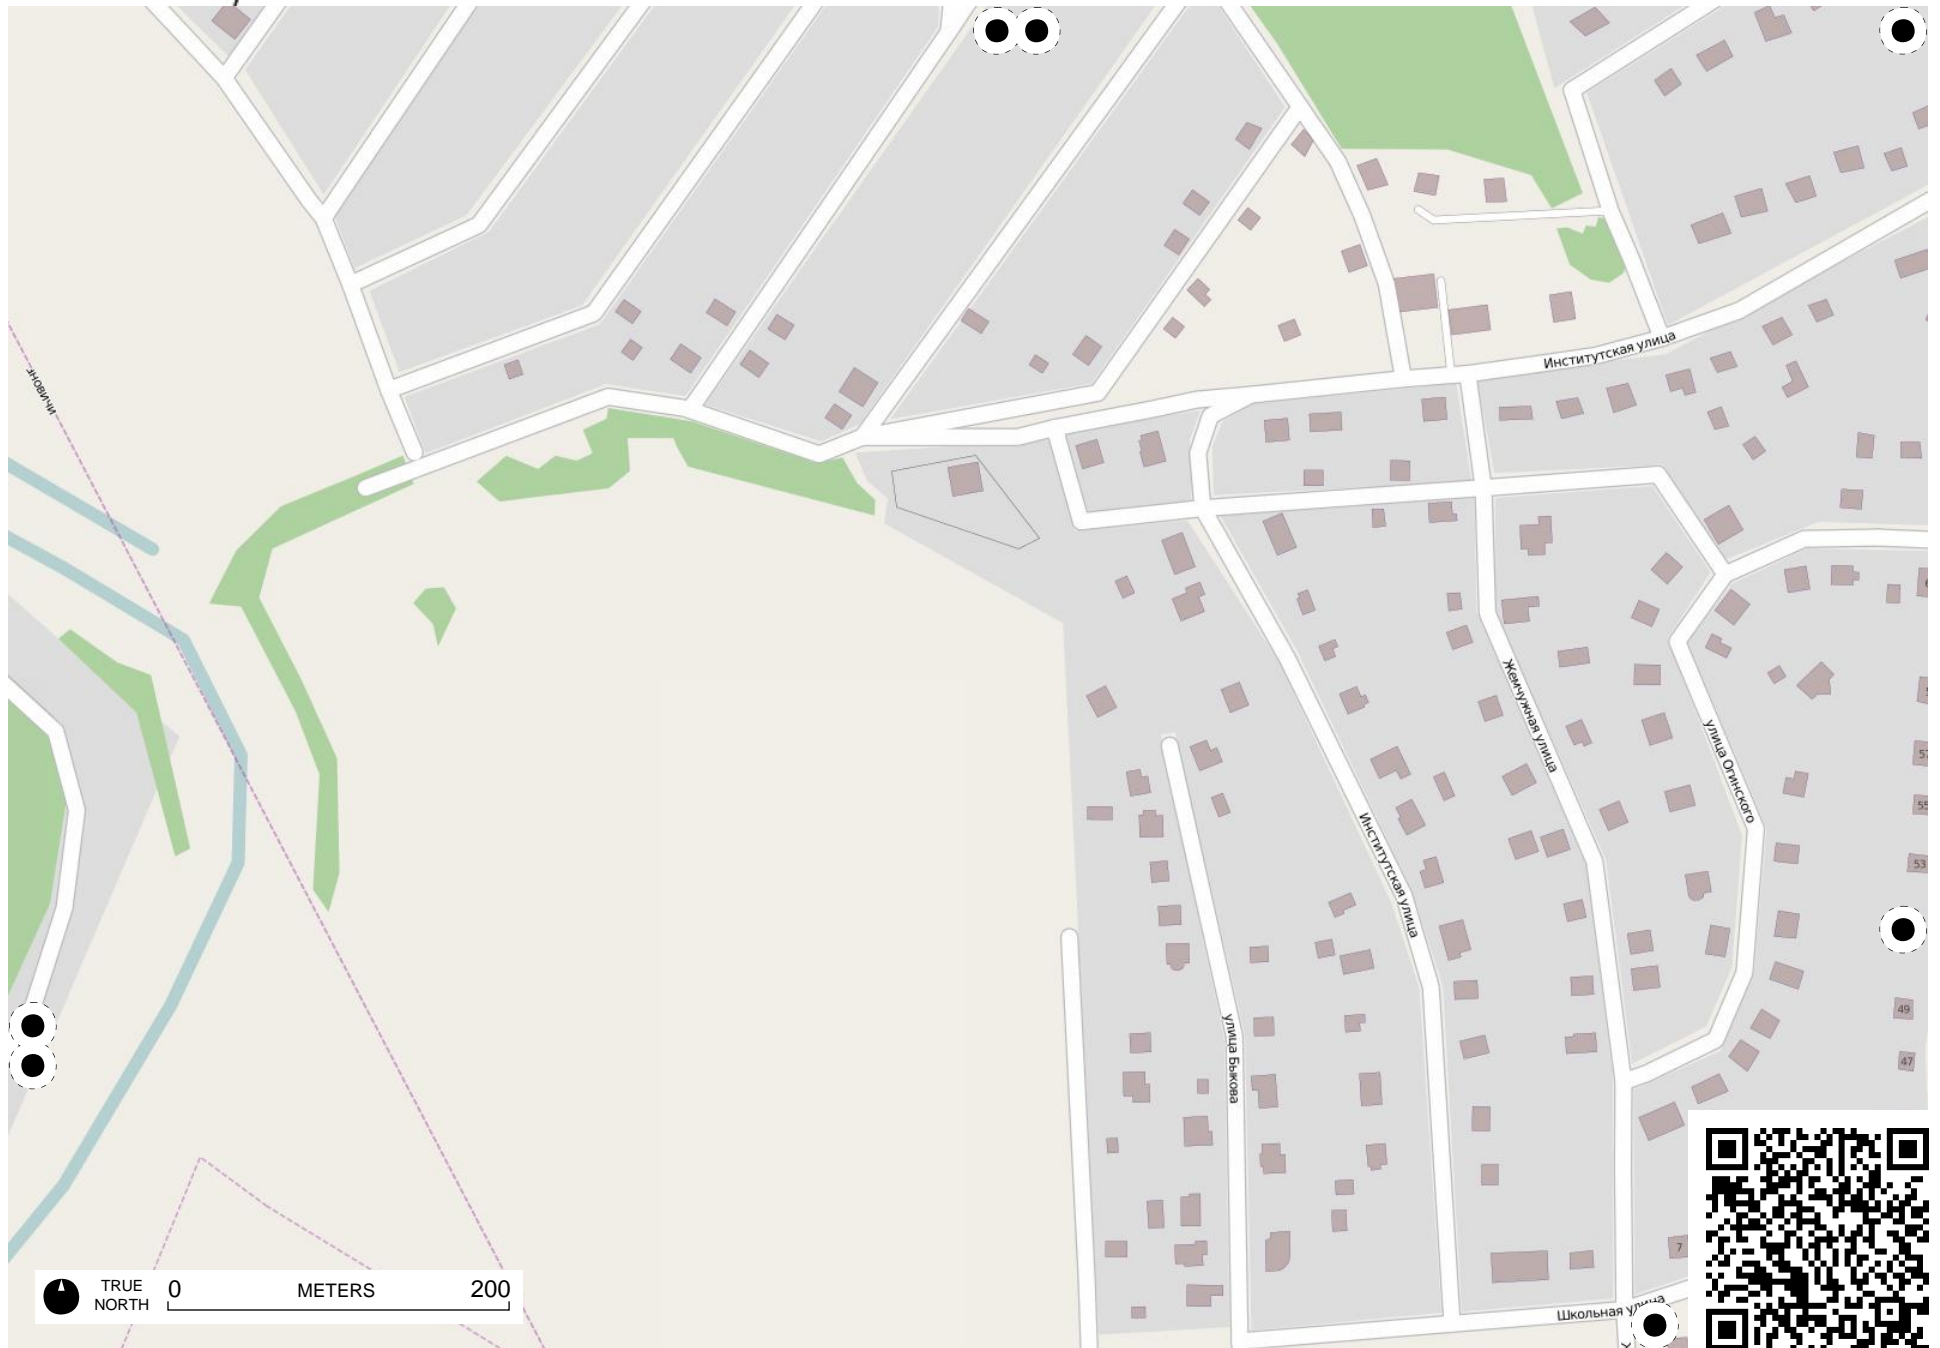 Институтская улица
новичи
Жемчужная улица
улица Огинского
57
55
53
Институтская улица
49
47
улица Быкова
7
Школьная улица
TRUE
NORTH
0
METERS
200